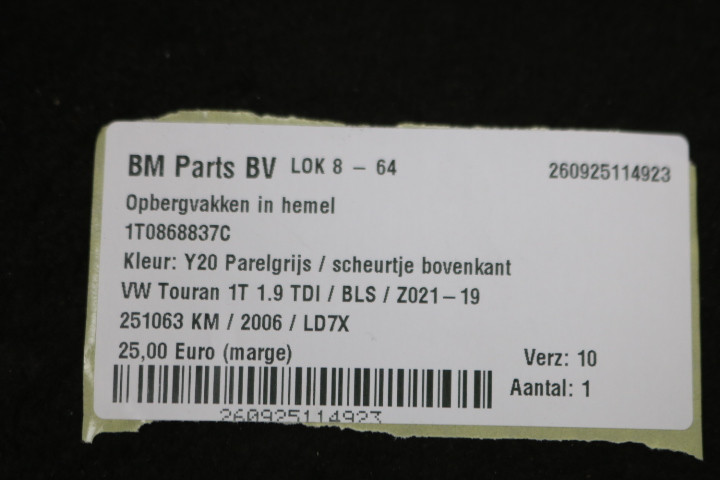 BM Parts BV LOK 8 - 64 260925114923
Opbergvakken in hemel
1T0868837C
Kleur: Y20 Parelgrijs / scheurtje bovenkant
VW Touran 1T 1.9 TDI / BLS / Z021-19
251063 KM / 2006 / LD7X
25,00 Euro (marge) Verz: 10
Aantal: 1
260925114923